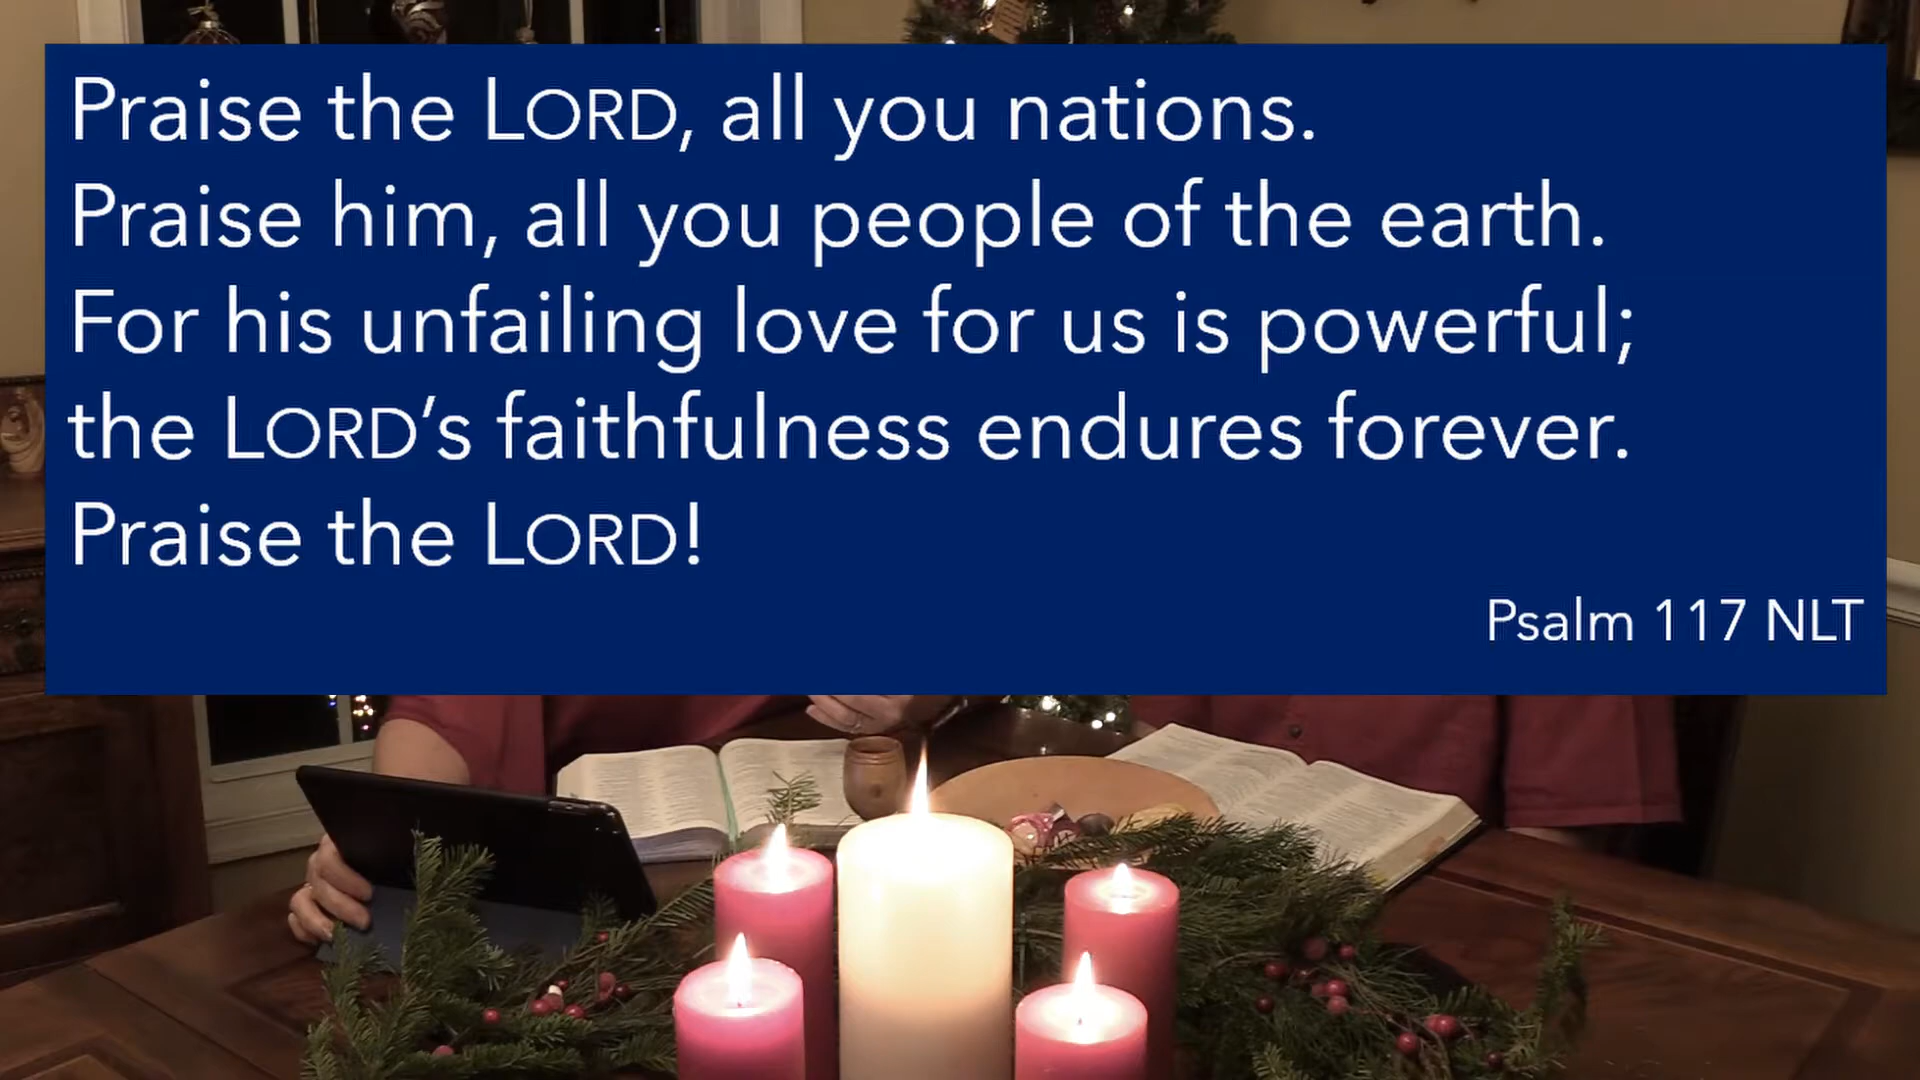 Praise the LORD, all you nations.
Praise him, all you people of the earth.
For his unfailing love for us is powerful;
the LORD’s faithfulness endures forever.
Praise the LORD!
Psalm 117 NLT